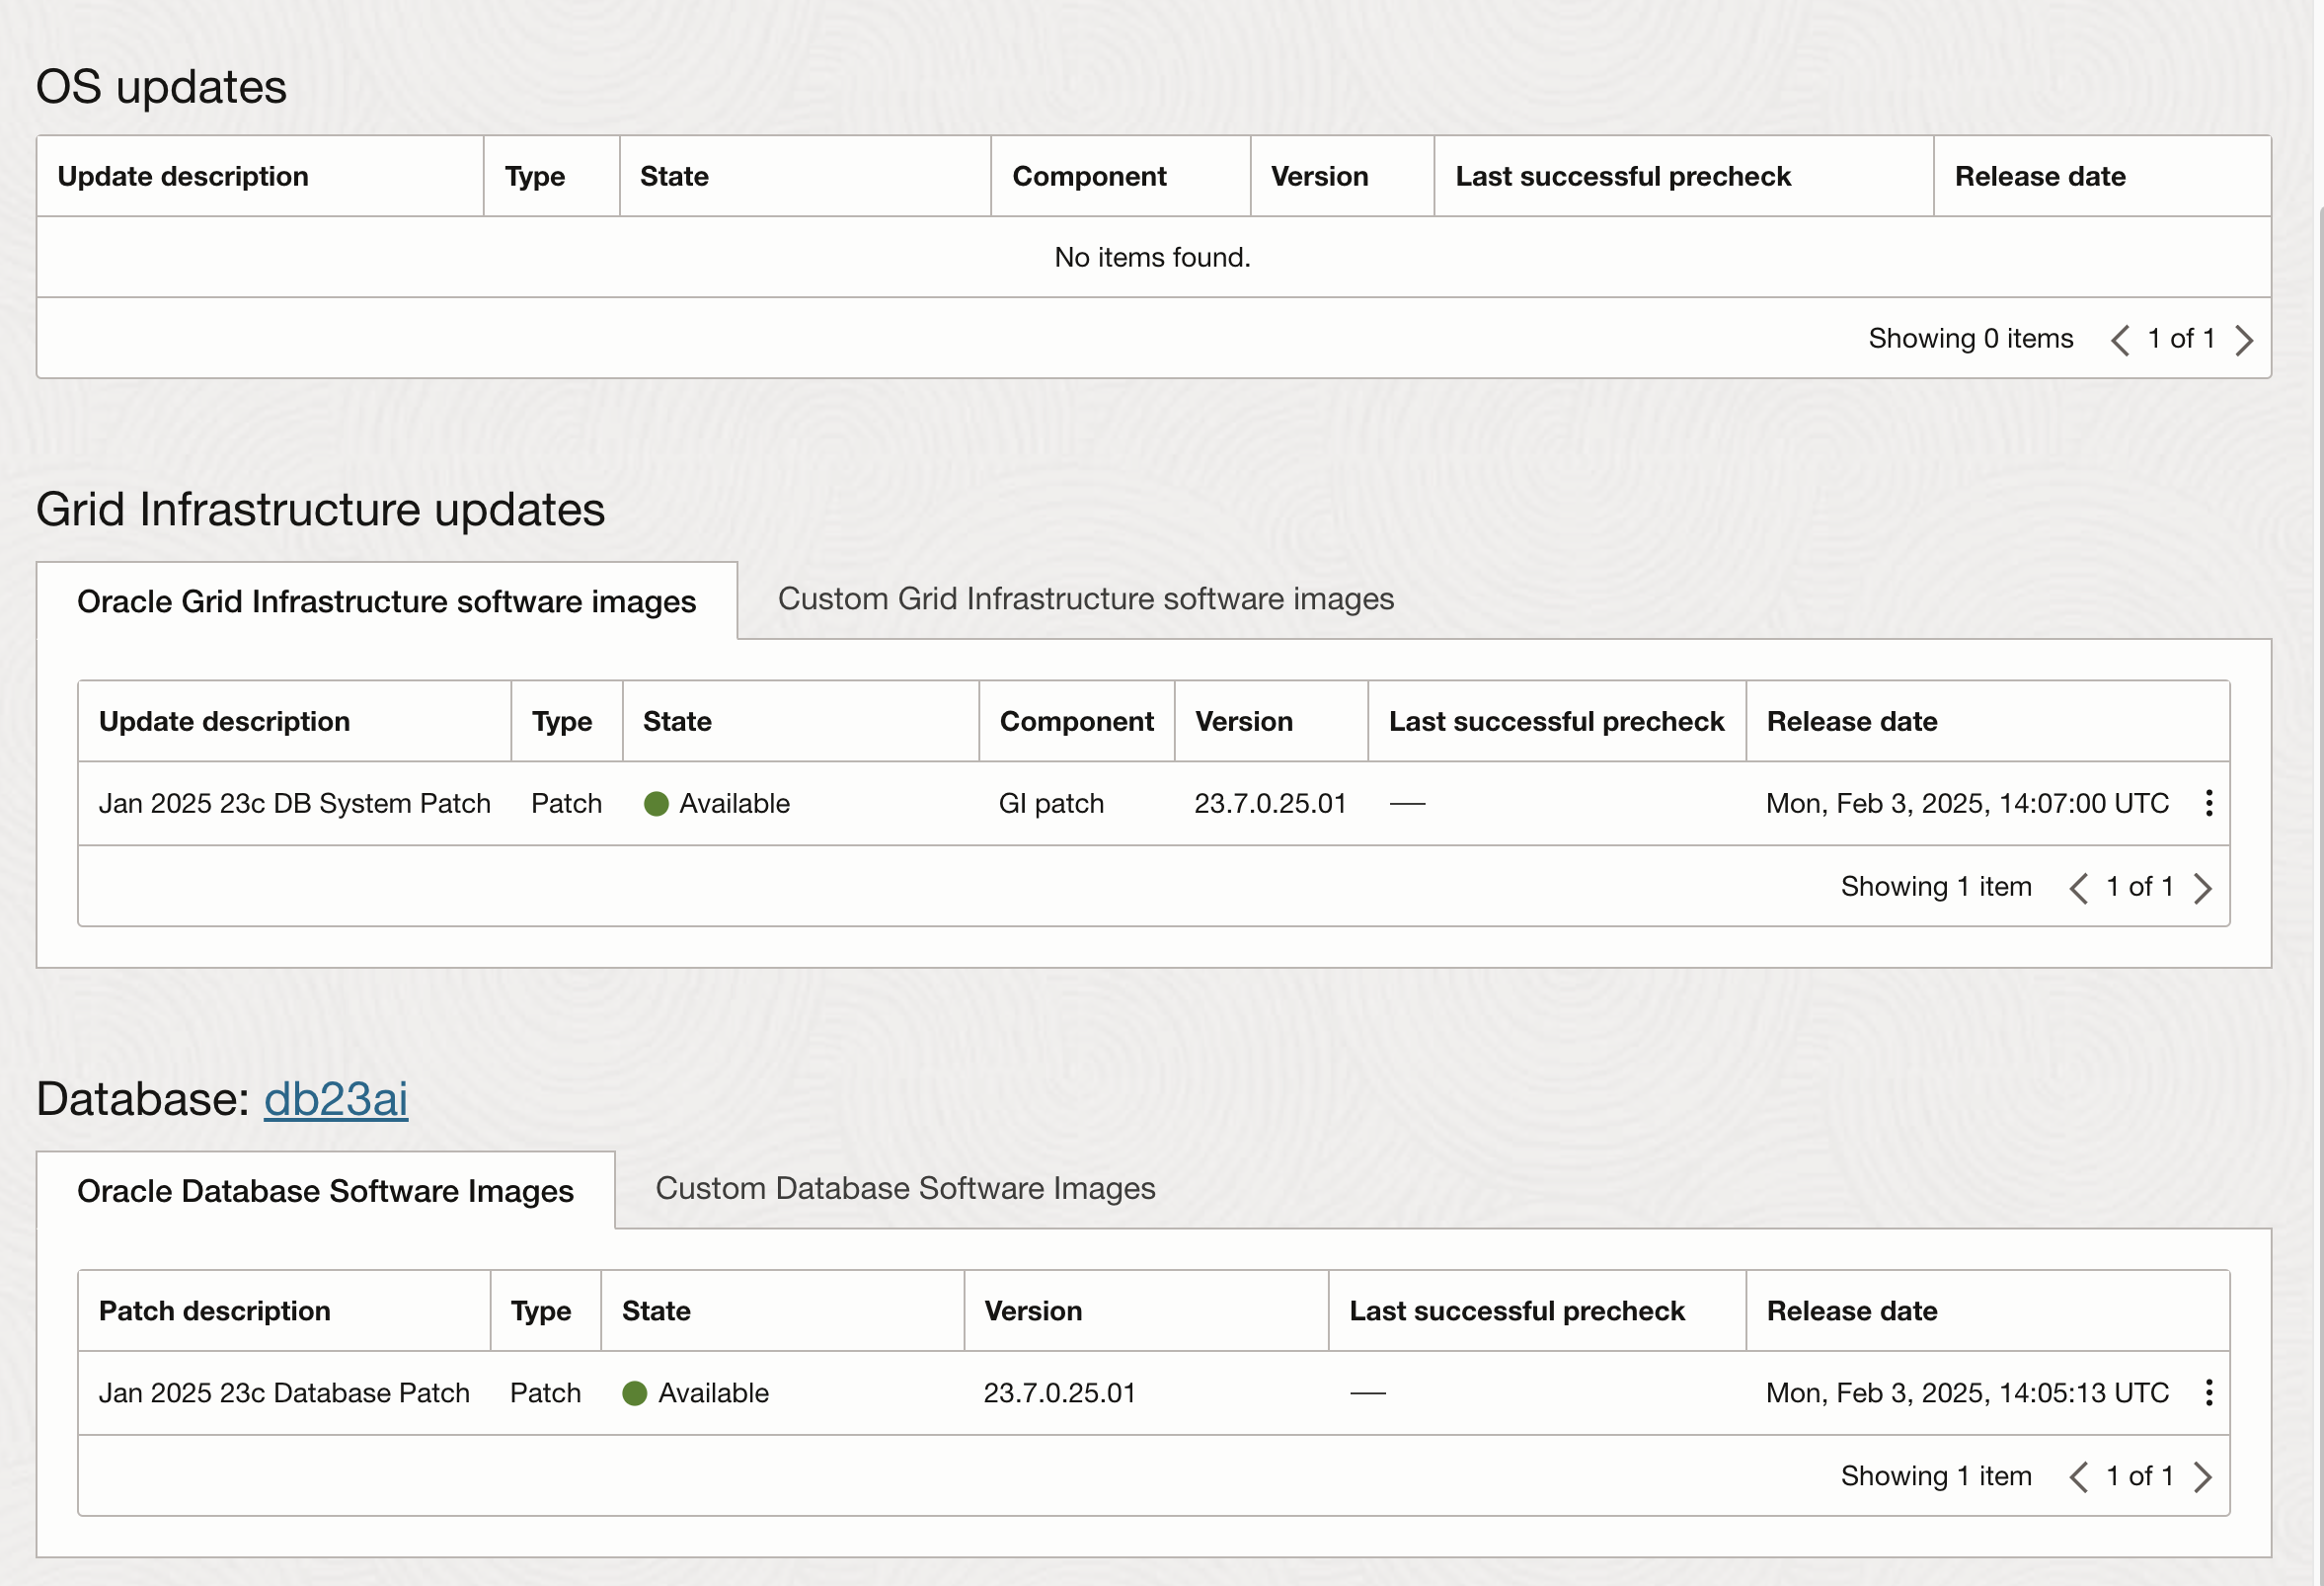 OS updates
Update description Type State Component Version Last successful precheck Release date
No items found.
Showing 0 items 1 of 1
Grid Infrastructure updates
Oracle Grid Infrastructure software images Custom Grid Infrastructure software images
Update description Type State Component Version Last successful precheck Release date
Jan 2025 23c DB System Patch Patch Available GI patch 23.7.0.25.01 — Mon, Feb 3, 2025, 14:07:00 UTC
Showing 1 item 1 of 1
Database: db23ai
Oracle Database Software Images Custom Database Software Images
Patch description Type State Version Last successful precheck Release date
Jan 2025 23c Database Patch Patch Available 23.7.0.25.01 — Mon, Feb 3, 2025, 14:05:13 UTC
Showing 1 item 1 of 1